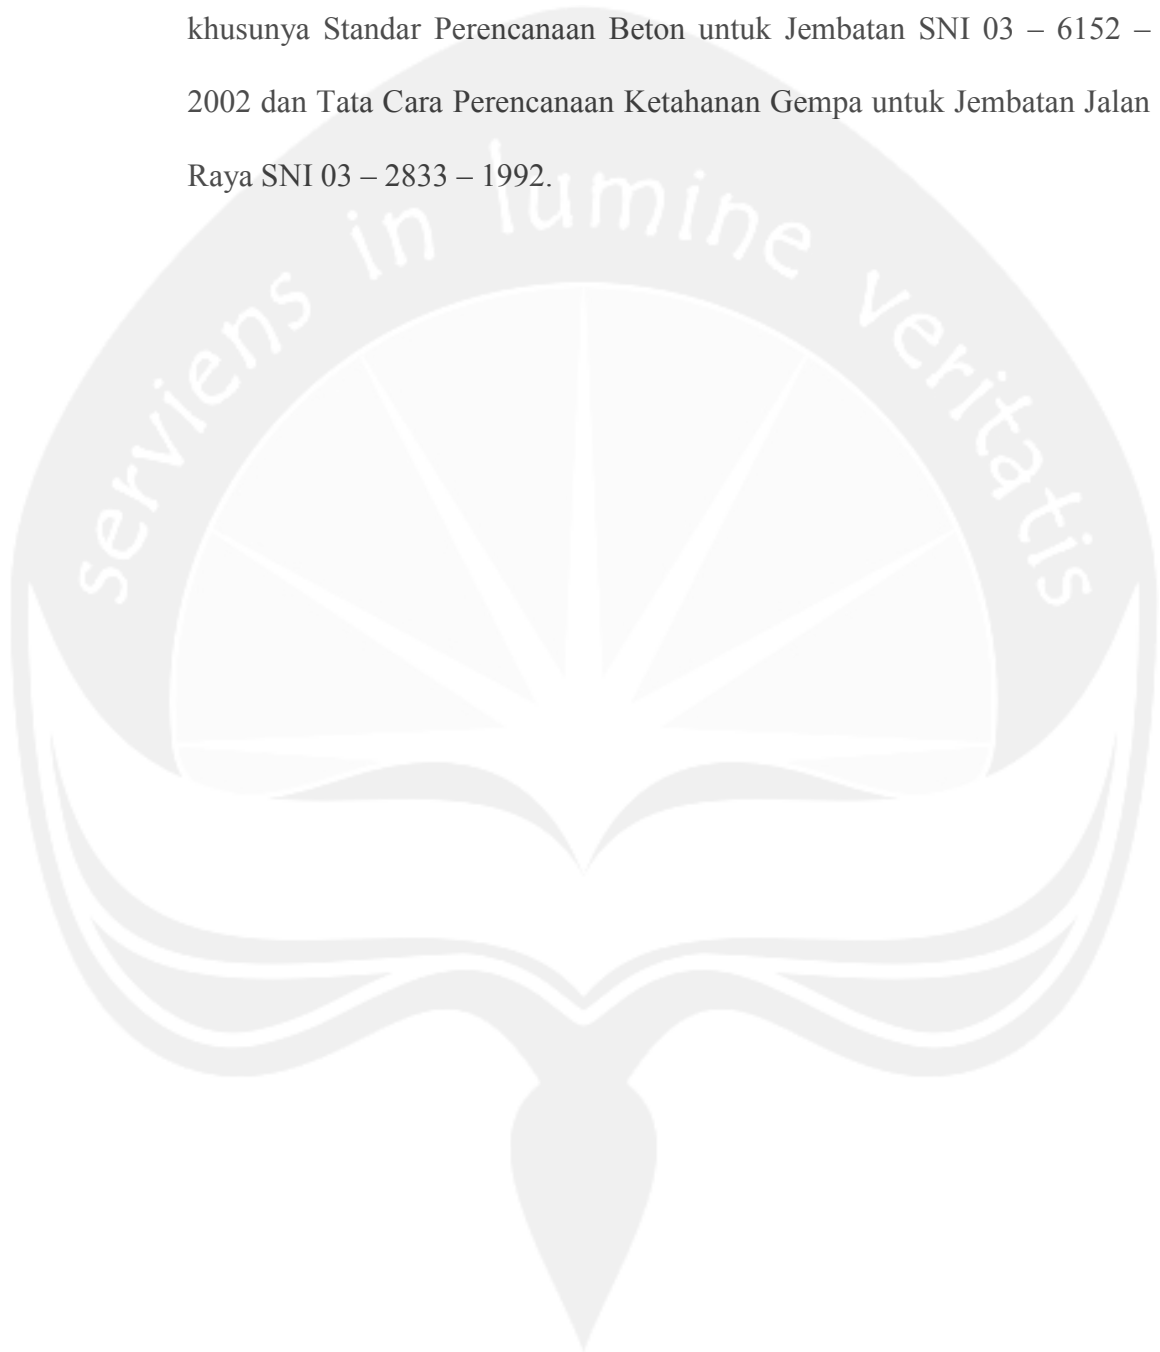 khusunya Standar Perencanaan Beton untuk Jembatan SNI 03 – 6152 –
2002 dan Tata Cara Perencanaan Ketahanan Gempa untuk Jembatan Jalan
Raya SNI 03 – 2833 – 1992.
serviens in lumine veritatis